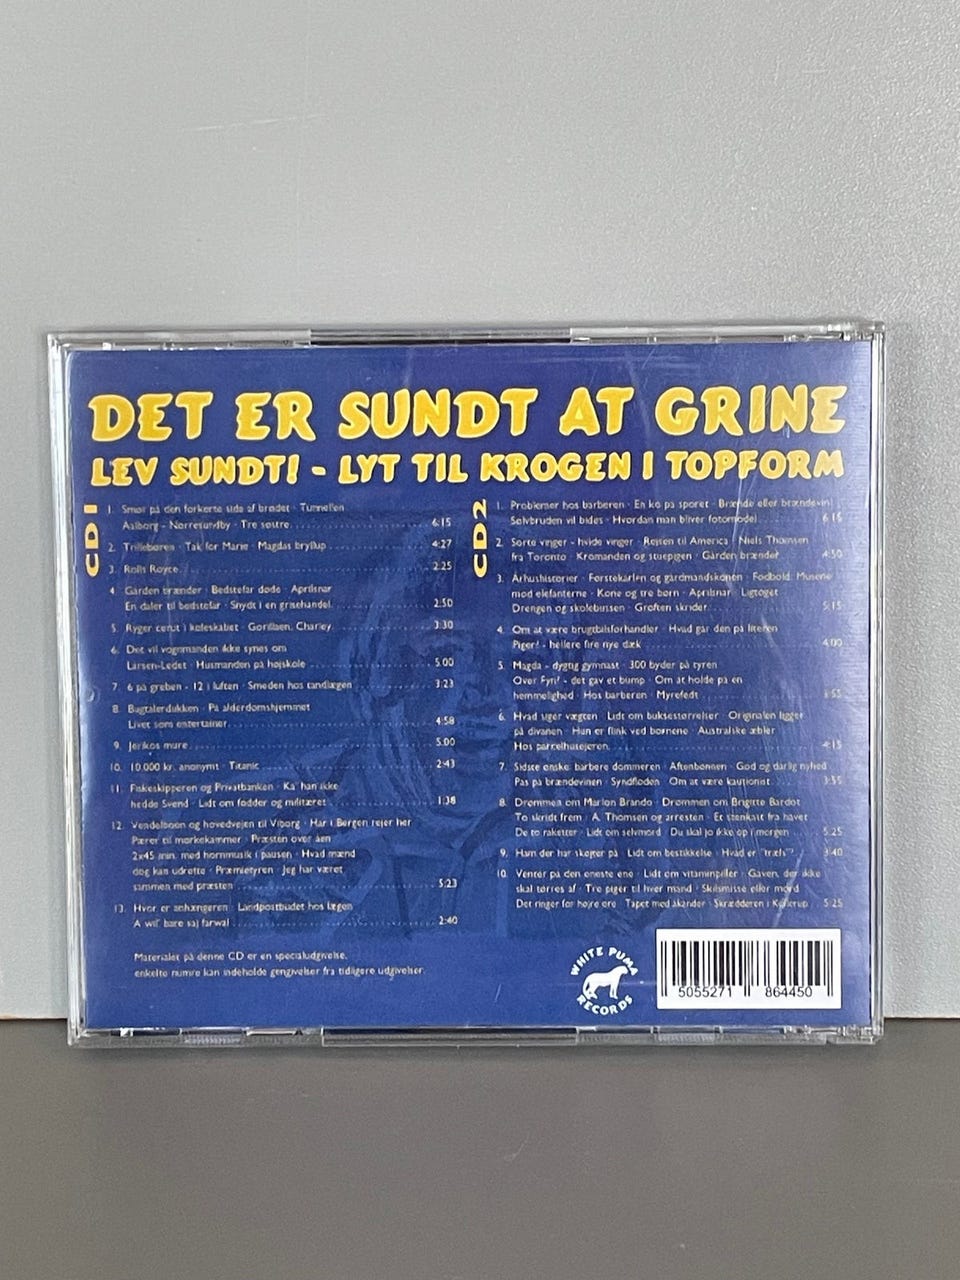 DET ER SUNDT AT GRINE
LEV SUNDT! - LYT TIL KROGEN I TOPFORM
CD 1
1. Smør på den forkerte side af brødet · Tunnellen
Aalborg - Nørresundby · Tre søstre 6:15
2. Trillebøren · Tak for Marie · Magdas bryllup 4:27
3. Rolls Royce 2:25
4. Gården brænder · Bedstefar døde · Aprilsnar
En daler til bedstefar · Snydt i grisehandel 2:50
5. Ryger cerut i køleskabet · Gorillaen, Charley 3:30
6. Det vil vognmanden ikke synes om
Larsen-Ledet · Husmanden på højskole 5:00
7. 6 på greben - 12 i luften · Smeden hos tandlægen 3:23
8. Bugtalerdukken · På alderdomshjemmet
Livet som entertainer 4:58
9. Jerikos mure 5:00
10. 10.000 kr. anonymt · Titanic 2:43
11. Fiskeskipperen og Privatbanken · Ka' han ikke
hedde Svend · Lidt om fødder og militæret 1:38
12. Vendelboen og hovedvejen til Viborg · Har i Bergen rejer her
Pærer til mørkekammer · Præsten over åen
2x45 min. med hornmusik i pausen · Hvad mænd
dog kan udrette · Præmietyren · Jeg har været
sammen med præsten 5:23
13. Hvor er anhængeren · Landpostbudet hos lægen
A wil' bare saj farwal 2:40
Materialet på denne CD er en specialudgivelse,
enkelte numre kan indeholde gengivelser fra tidligere udgivelser.
CD 2
1. Problemer hos barberen · En ko på sporet · Brænde eller brændevin
Sølvbruden vil bides · Hvordan man bliver fotomodel 6:15
2. Sorte vinger - hvide vinger · Rejsen til America · Niels Thomsen
fra Toronto · Kromanden og stuepigen · Gården brænder 4:50
3. Århushistorier · Førstekarlen og gårdmandskonen · Fodbold: Musene
mod elefanterne · Kone og tre børn · Aprilsnar · Ligtoget
Drengen og skolebussen · Grøften skrider 5:15
4. Om at være brugtbilsforhandler · Hvad går den på literen
Piger! - hellere fire nye dæk 4:00
5. Magda - dygtig gymnast · 300 byder på tyren
Over Fyn? - det gav et bump · Om at holde på en
hemmelighed · Hos barberen · Myrefedt
6. Hvad siger vægten · Lidt om buksestørrelser · Originalen ligger
på divanen · Hun er flink ved børnene · Australske æbler
Hos parcelhusejeren 4:15
7. Sidste ønske: barbere dommeren · Aftenbønnen · God og dårlig nyhed
Pas på brændevinen · Syndfloden · Om at være kautionist 3:35
8. Drømmen om Marlon Brando · Drømmen om Brigitte Bardot
To skridt frem · A. Thomsen og arresten · Et stenkast fra havet
De to raketter · Lidt om selvmord · Du skal jo ikke op i morgen 5:25
9. Ham der har skøjter på · Lidt om bestikkelse · Hvad er "træls"? 3:40
10. Venter på den eneste ene · Lidt om vitaminpiller · Gaven, der ikke
skal tørres af · Tre piger til hver mand · Skilsmisse eller mord
Det ringer for højre øre · Tapet med åkander · Skrædderen i Kjellerup 5:25
WHITE PUMA
RECORDS
5055271 864450